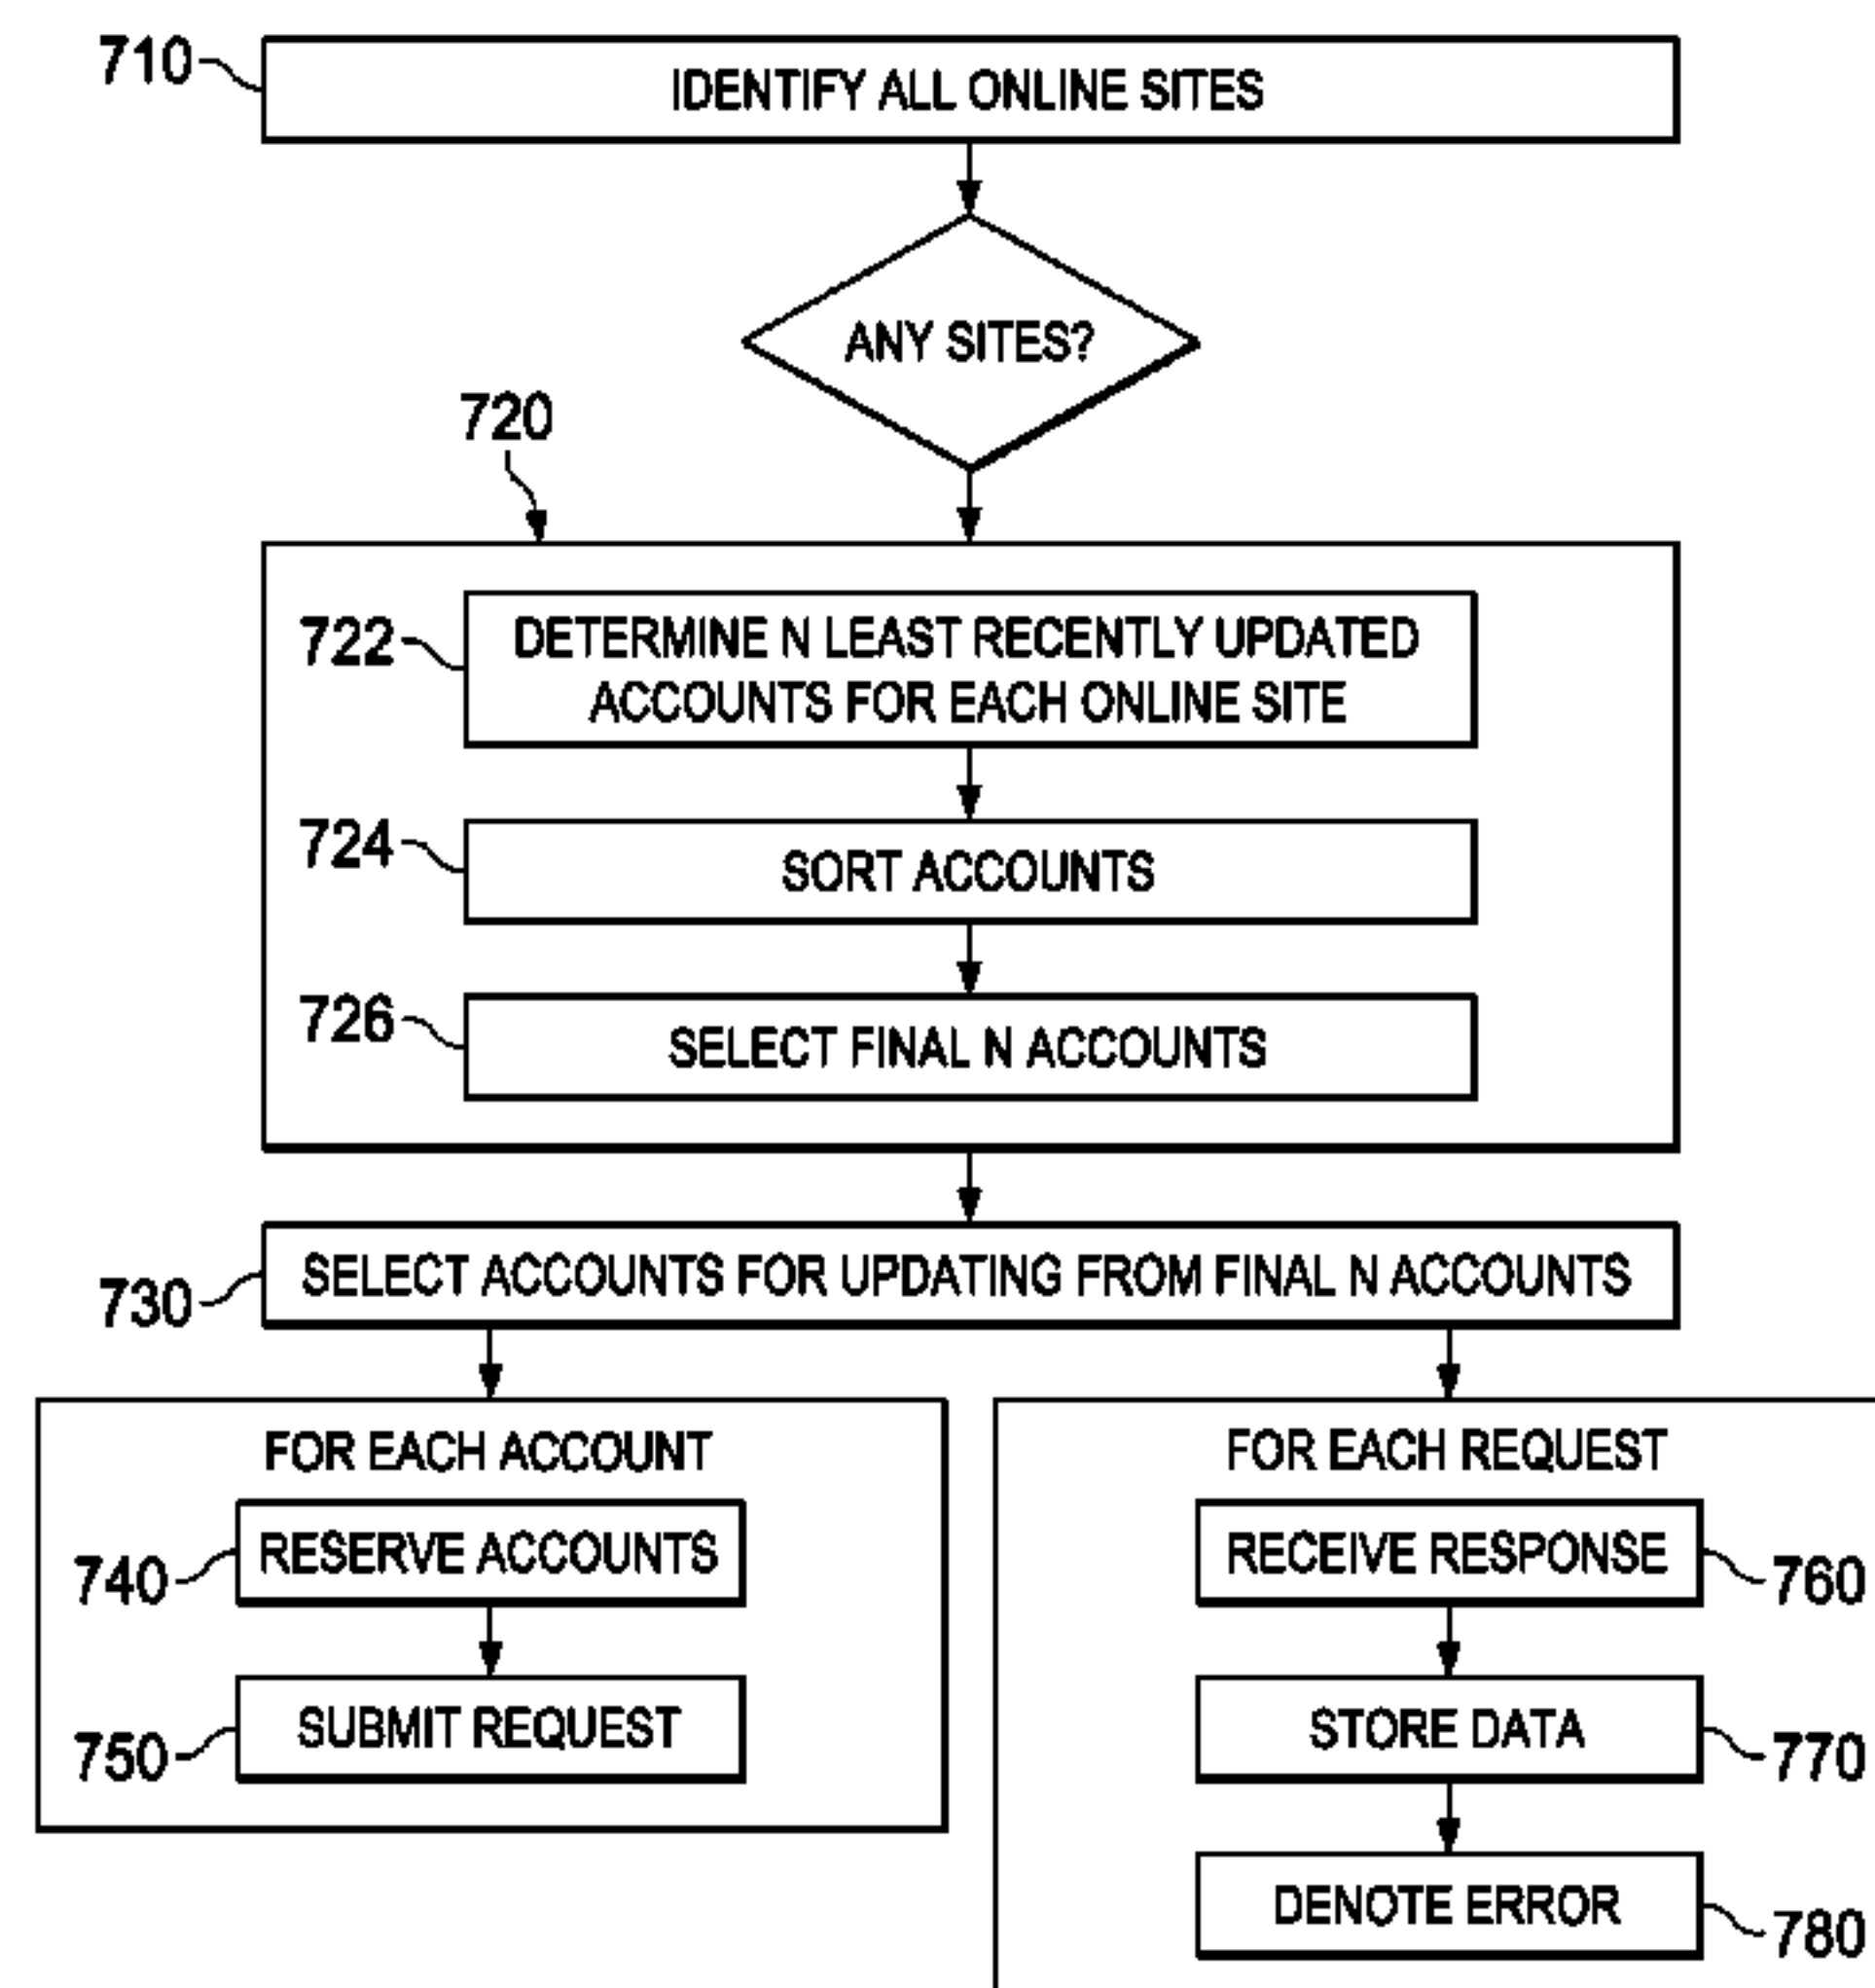 710
IDENTIFY ALL ONLINE SITES
ANY SITES?
720
722
DETERMINE N LEAST RECENTLY UPDATED
ACCOUNTS FOR EACH ONLINE SITE
724
SORT ACCOUNTS
726
SELECT FINAL N ACCOUNTS
730
SELECT ACCOUNTS FOR UPDATING FROM FINAL N ACCOUNTS
FOR EACH ACCOUNT
740
RESERVE ACCOUNTS
750
SUBMIT REQUEST
FOR EACH REQUEST
RECEIVE RESPONSE
760
STORE DATA
770
DENOTE ERROR
780